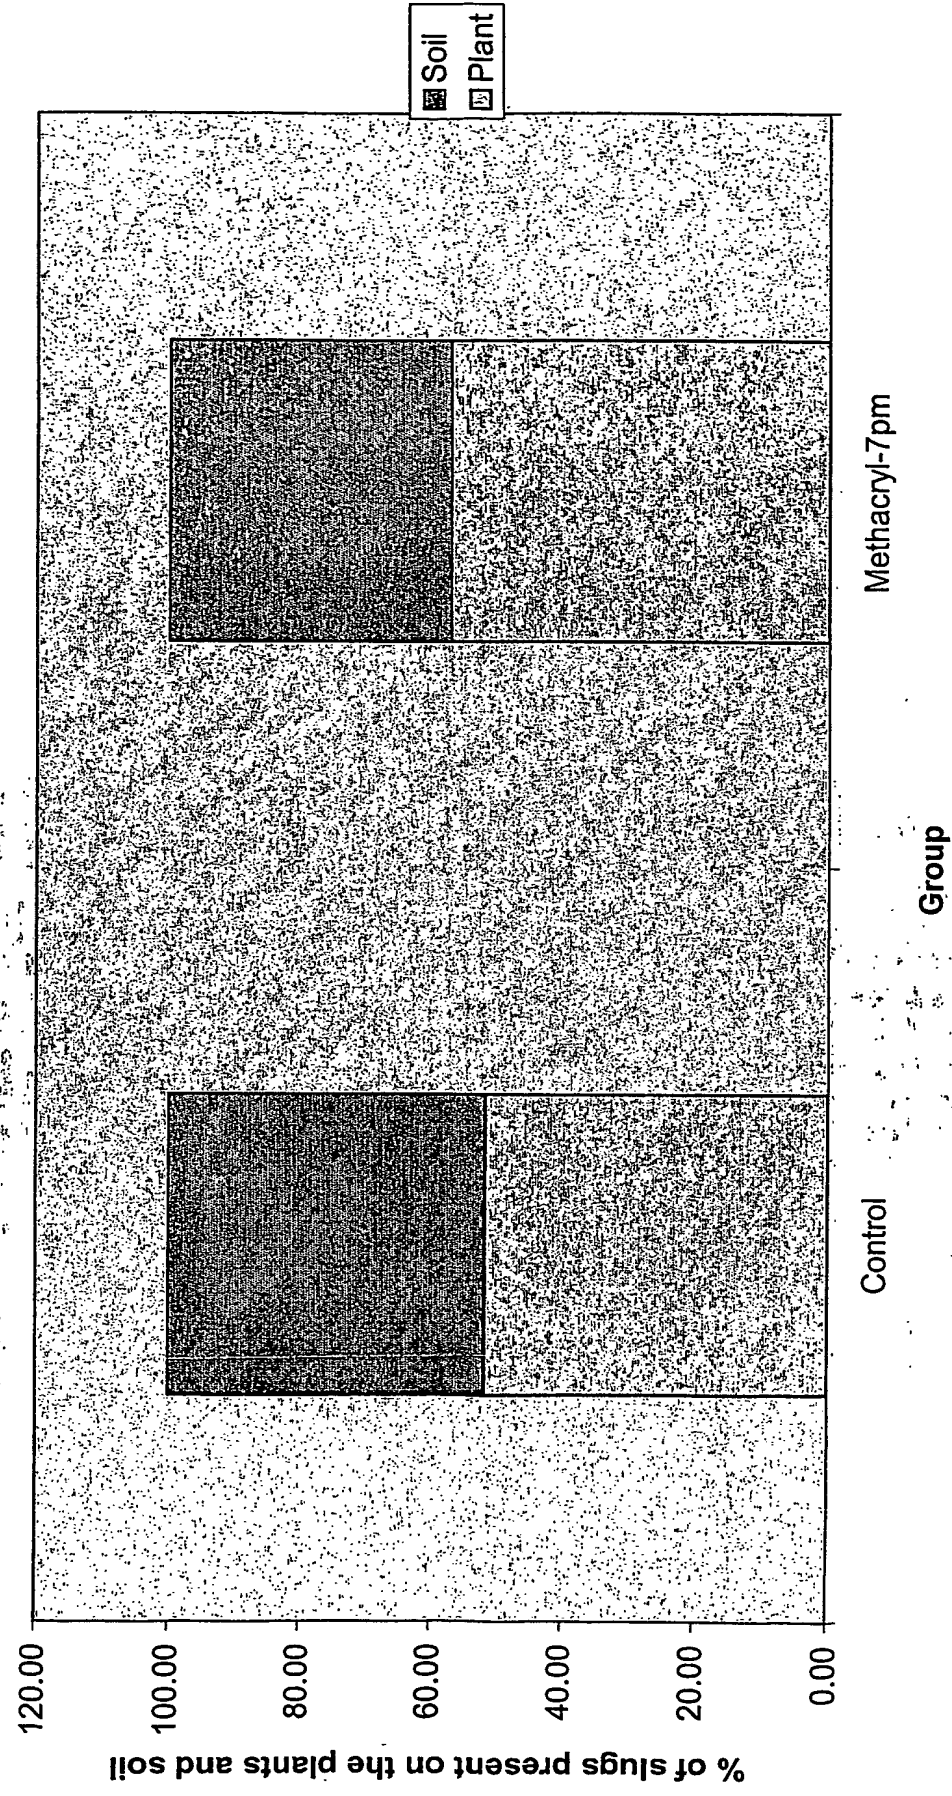 120.00
100.00
80.00
60.00
40.00
20.00
0.00
% of slugs present on the plants and soil
Control
Methacryl-7pm
Group
Soil
Plant